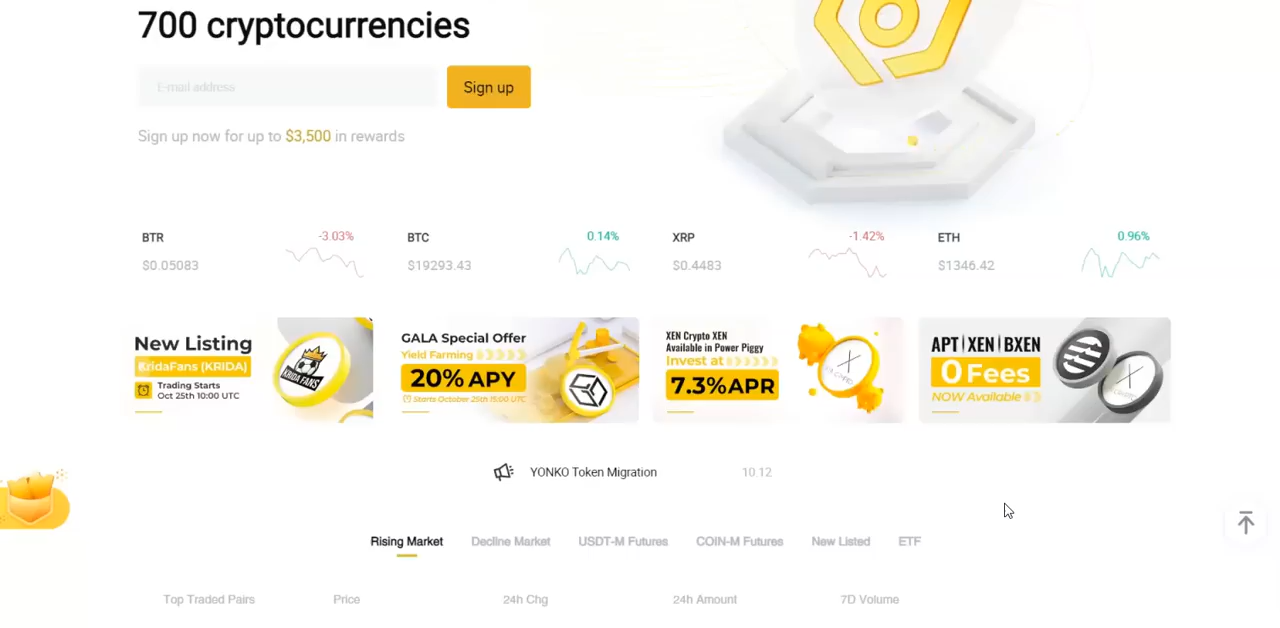 700 cryptocurrencies
E-mail address
Sign up
Sign up now for up to $3,500 in rewards
BTR
-3.03%
$0.05083
BTC
0.14%
$19293.43
XRP
-1.42%
$0.4483
ETH
0.96%
$1346.42
New Listing
KridaFans (KRIDA)
Trading Starts
Oct 25th 10:00 UTC
KRIDA FANS
GALA Special Offer
Yield Farming
20% APY
Starts October 25th 15:00 UTC
XEN Crypto XEN
Available in Power Piggy
Invest at
7.3%APR
APT|XEN|BXEN
0 Fees
NOW Available
YONKO Token Migration
10.12
Rising Market
Decline Market
USDT-M Futures
COIN-M Futures
New Listed
ETF
Top Traded Pairs
Price
24h Chg
24h Amount
7D Volume